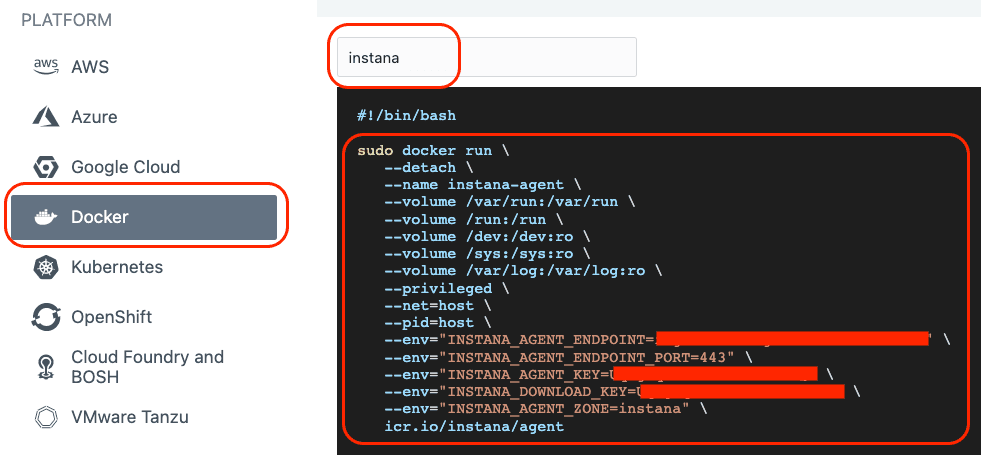 PLATFORM
aws
AWS
Azure
Google Cloud
Docker
Kubernetes
OpenShift
Cloud Foundry and
BOSH
VMware Tanzu
instana
#!/bin/bash
sudo docker run \
--detach \
--name instana-agent \
--volume /var/run:/var/run \
--volume /run:/run \
--volume /dev:/dev:ro \
--volume /sys:/sys:ro \
--volume /var/log:/var/log:ro \
--privileged \
--net=host \
--pid=host \
--env="INSTANA_AGENT_ENDPOINT=" \
--env="INSTANA_AGENT_ENDPOINT_PORT=443" \
--env="INSTANA_AGENT_KEY= \
--env="INSTANA_DOWNLOAD_KEY= \
--env="INSTANA_AGENT_ZONE=instana" \
icr.io/instana/agent